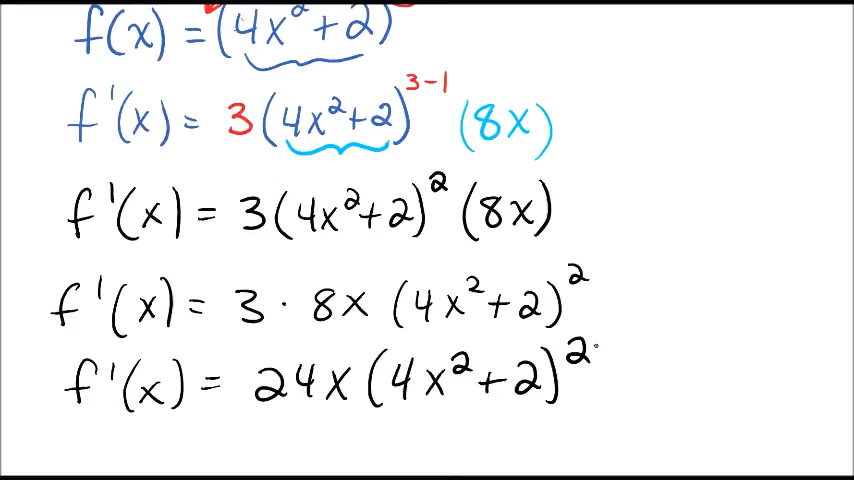 f(x) = (4x² + 2)
f'(x) = 3 (4x² + 2)³⁻¹ (8x)
f'(x) = 3 (4x² + 2)² (8x)
f'(x) = 3 · 8x (4x² + 2)²
f'(x) = 24x (4x² + 2)²